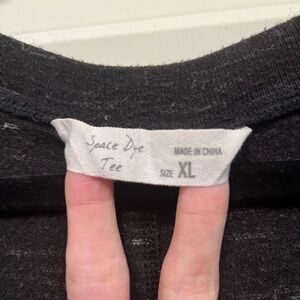 Space Dye
Tee
MADE IN CHINA
SIZE XL